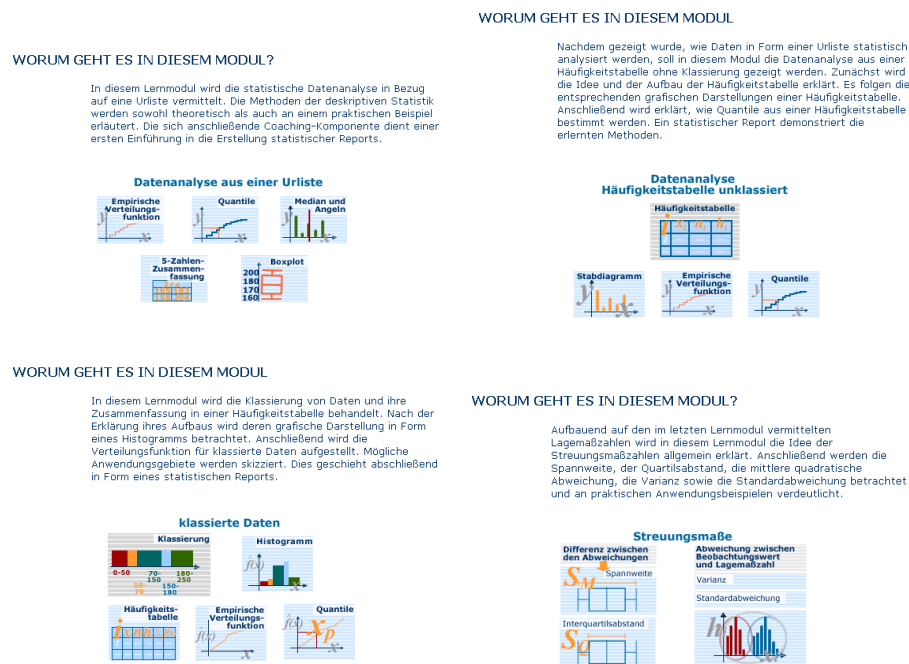 WORUM GEHT ES IN DIESEM MODUL?
In diesem Lernmodul wird die statistische Datenanalyse in Bezug
auf eine Urliste vermittelt. Die Methoden der deskriptiven Statistik
werden sowohl theoretisch als auch an einem praktischen Beispiel
erläutert. Die sich anschließende Coaching-Komponente dient einer
ersten Einführung in die Erstellung statistischer Reports.
Datenanalyse aus einer Urliste
Empirische
Verteilungs-
funktion
y
x
Quantile
y
x
Median und
Angeln
y
x
5-Zahlen-
Zusammen-
fassung
Boxplot
200
180
170
160
WORUM GEHT ES IN DIESEM MODUL
Nachdem gezeigt wurde, wie Daten in Form einer Urliste statistisch
analysiert werden, soll in diesem Modul die Datenanalyse aus einer
Häufigkeitstabelle ohne Klassierung gezeigt werden. Zunächst wird
die Idee und der Aufbau der Häufigkeitstabelle erklärt. Es folgen die
entsprechenden grafischen Darstellungen einer Häufigkeitstabelle.
Anschließend wird erklärt, wie Quantile aus einer Häufigkeitstabelle
bestimmt werden. Ein statistischer Report demonstriert die
erlernten Methoden.
Datenanalyse
Häufigkeitstabelle unklassiert
Häufigkeitstabelle
i x n h
Stabdiagramm
y
x
Empirische
Verteilungs-
funktion
y
x
Quantile
y
x
WORUM GEHT ES IN DIESEM MODUL
In diesem Lernmodul wird die Klassierung von Daten und ihre
Zusammenfassung in einer Häufigkeitstabelle behandelt. Nach der
Erklärung ihres Aufbaus wird deren grafische Darstellung in Form
eines Histogramms betrachtet. Anschließend wird die
Verteilungsfunktion für klassierte Daten aufgestellt. Mögliche
Anwendungsgebiete werden skizziert. Dies geschieht abschließend
in Form eines statistischen Reports.
klassierte Daten
Klassierung
0-50
50-
70
70-
150
150-
180
180-
250
Histogramm
f(x)
x
Häufigkeits-
tabelle
Empirische
Verteilungs-
funktion
f(x)
x
Quantile
f(x)
xp
x
WORUM GEHT ES IN DIESEM MODUL?
Aufbauend auf den im letzten Lernmodul vermittelten
Lagemaßzahlen wird in diesem Lernmodul die Idee der
Streuungsmaßzahlen allgemein erklärt. Anschließend werden die
Spannweite, der Quartilsabstand, die mittlere quadratische
Abweichung, die Varianz sowie die Standardabweichung betrachtet
und an praktischen Anwendungsbeispielen verdeutlicht.
Streuungsmaße
Differenz zwischen
den Abweichungen
Spannweite
SM
Interquartilsabstand
SQ
Abweichung zwischen
Beobachtungswert
und Lagemaßzahl
Varianz
Standardabweichung